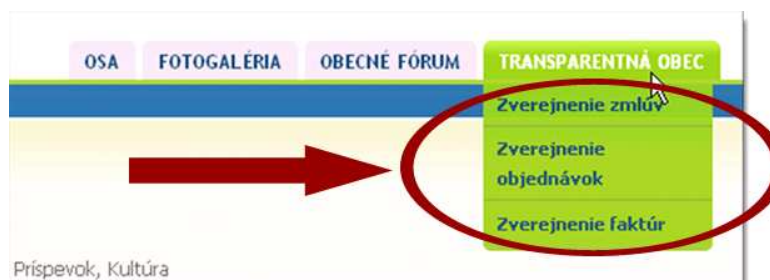 OSA FOTOGALÉRIA OBECNÉ FÓRUM TRANSPARENTNÁ OBEC
Zverejnenie zmlúv
Zverejnenie
objednávok
Zverejnenie faktúr
Príspevok, Kultúra